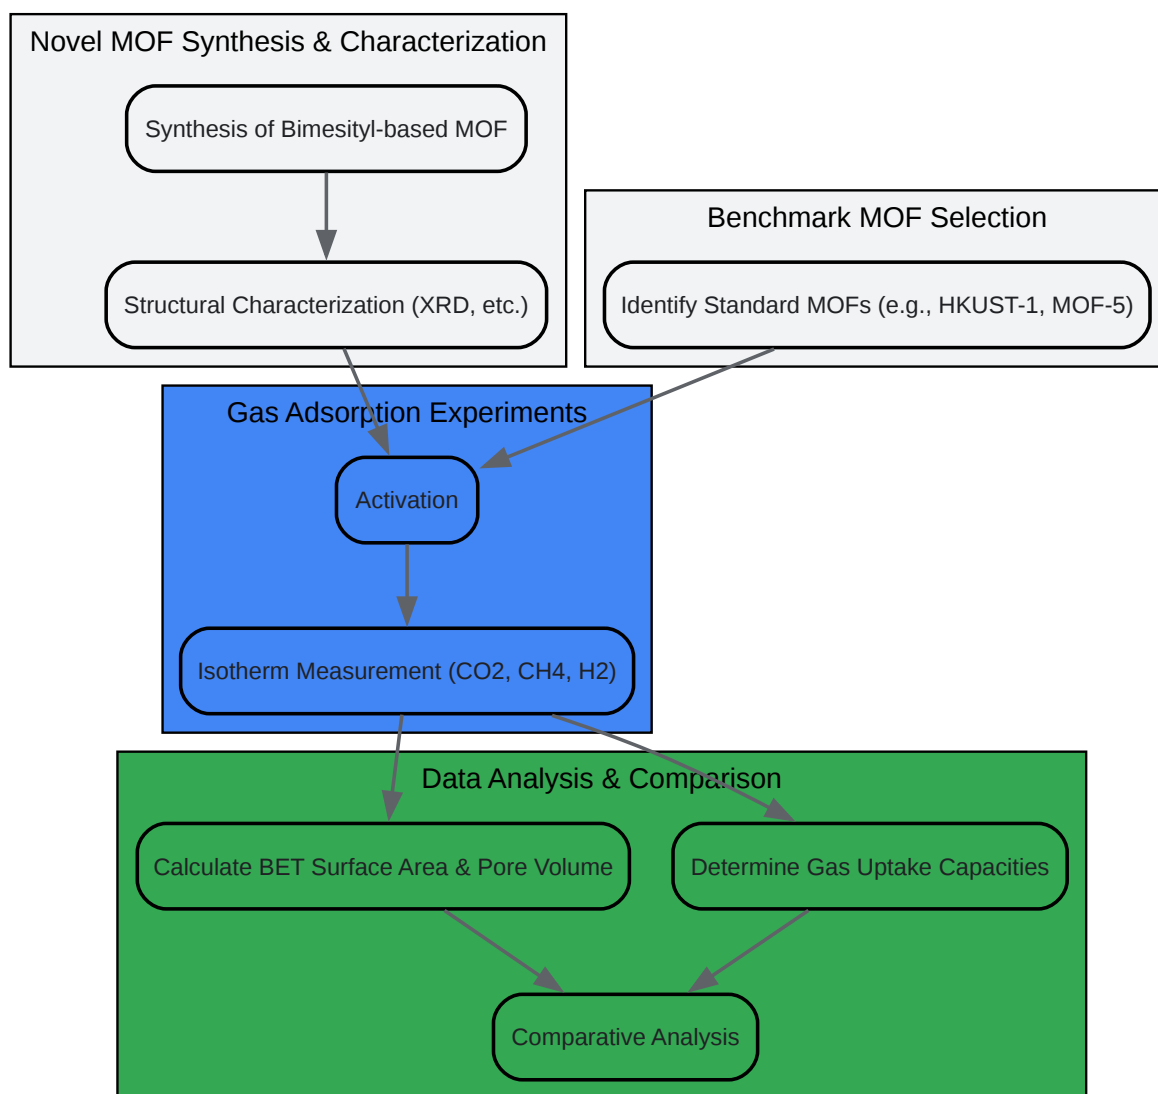 Novel MOF Synthesis & Characterization
Synthesis of Bimesityl-based MOF
Structural Characterization (XRD, etc.)
Benchmark MOF Selection
Identify Standard MOFs (e.g., HKUST-1, MOF-5)
Gas Adsorption Experiments
Activation
Isotherm Measurement (CO2, CH4, H2)
Data Analysis & Comparison
Calculate BET Surface Area & Pore Volume
Determine Gas Uptake Capacities
Comparative Analysis